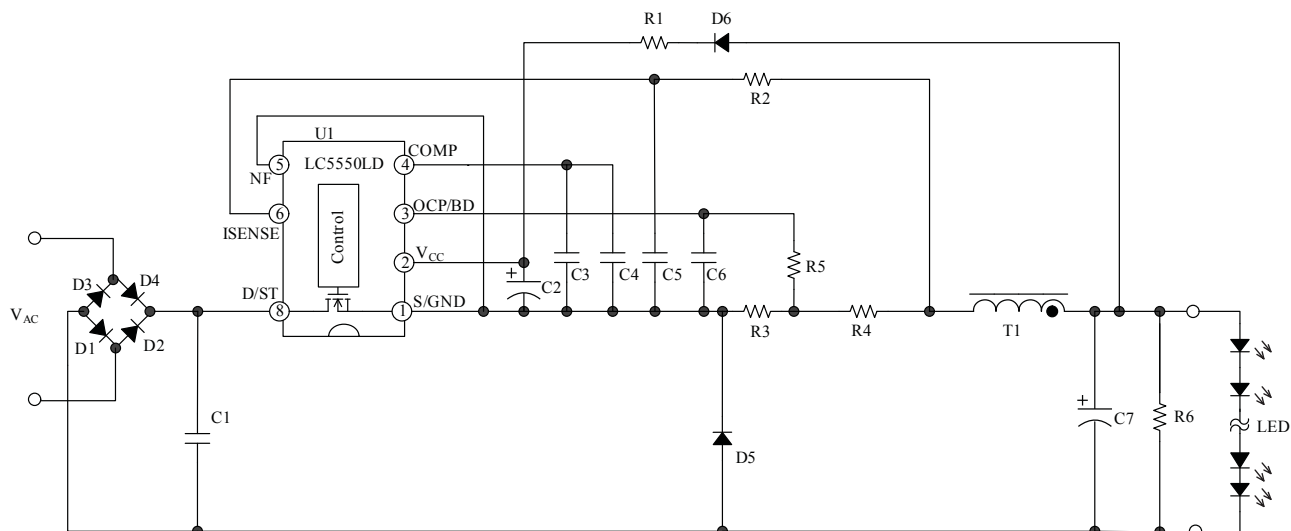 R1
D6
R2
U1
LC5550LD
COMP
5
4
NF
OCP/BD
6
3
ISENSE
Control
VCC
2
D3
D4
D/ST
S/GND
8
1
C2
C3
C4
C5
C6
R5
VAC
D1
D2
R3
R4
T1
C1
D5
C7
R6
LED
+
+